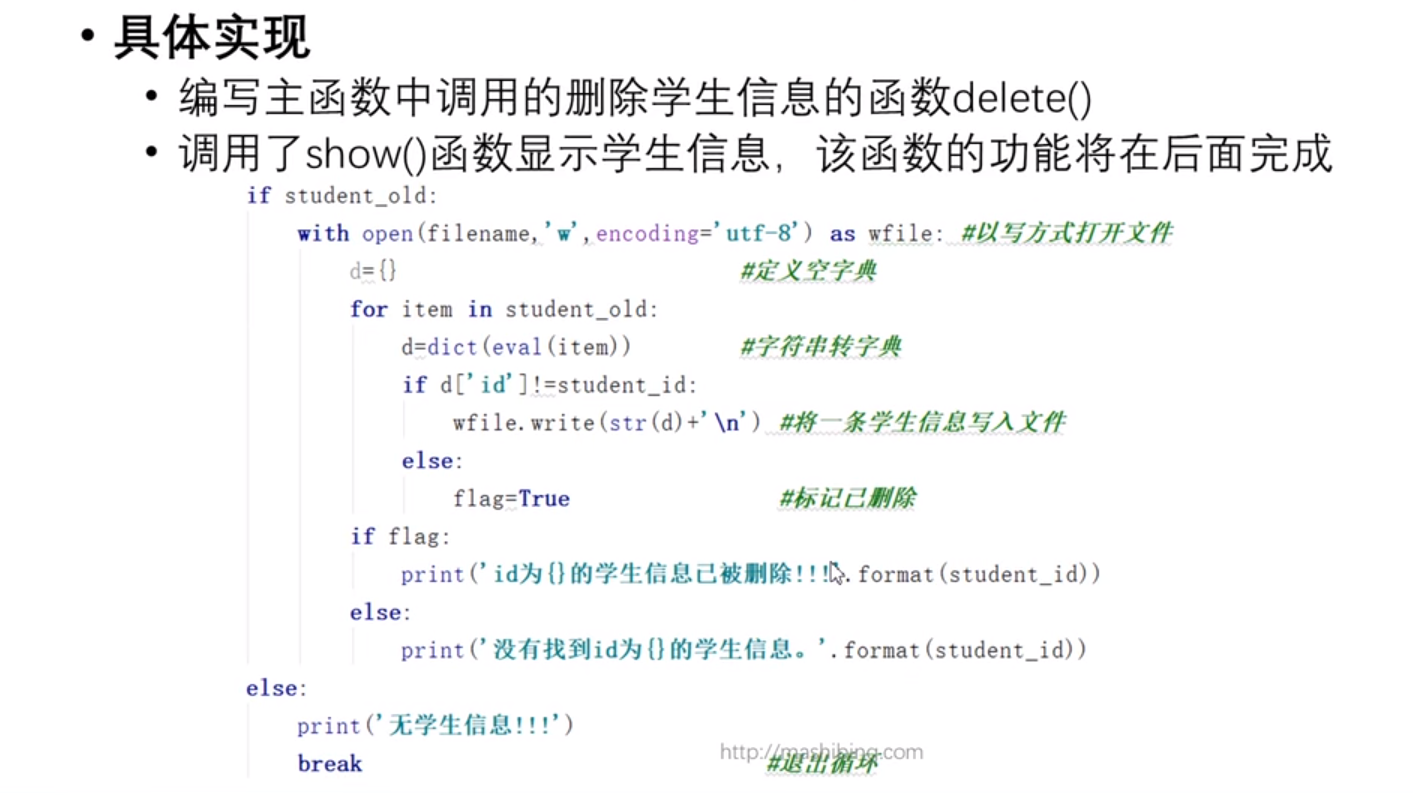 • 具体实现
• 编写主函数中调用的删除学生信息的函数delete()
• 调用了show()函数显示学生信息，该函数的功能将在后面完成
if student_old:
with open(filename,'w',encoding='utf-8') as wfile: #以写方式打开文件
d={} #定义空字典
for item in student_old:
d=dict(eval(item)) #字符串转字典
if d['id']!=student_id:
wfile.write(str(d)+'\n') #将一条学生信息写入文件
else:
flag=True #标记已删除
if flag:
print('id为{}的学生信息已被删除!!!'.format(student_id))
else:
print('没有找到id为{}的学生信息。'.format(student_id))
else:
print('无学生信息!!!')
break #退出循环
http://mashibing.com